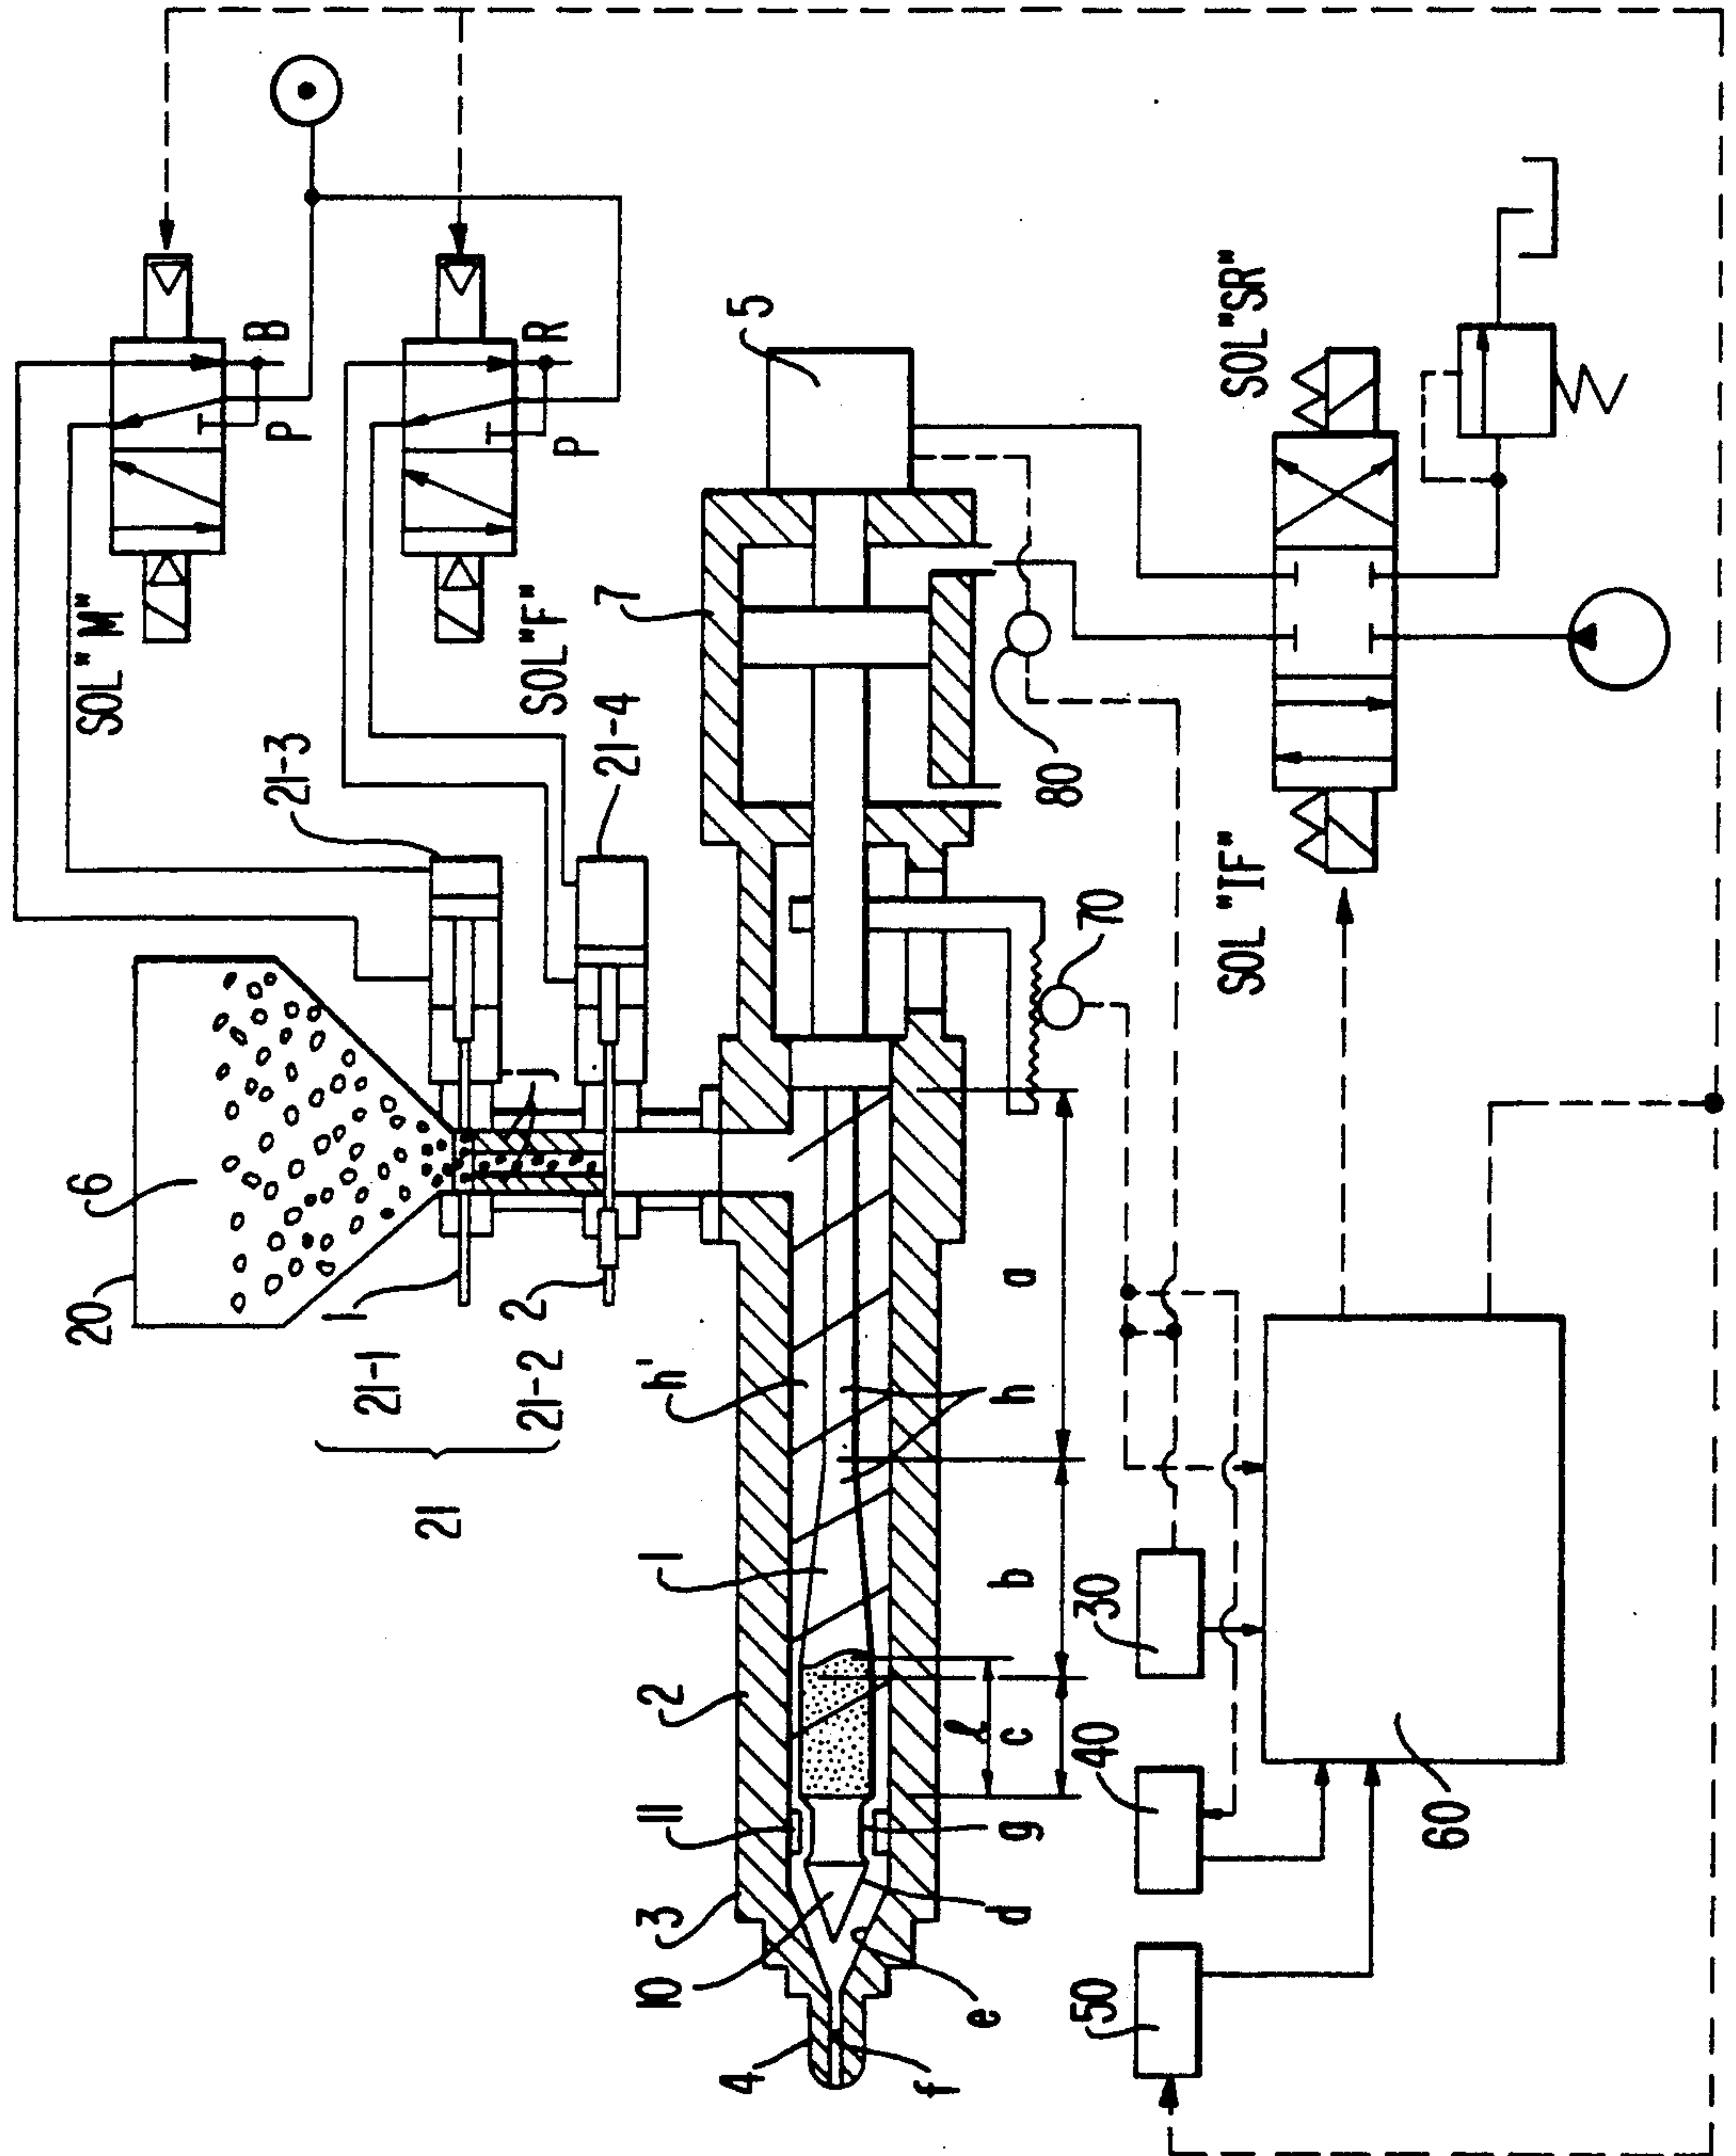 SOL "M"
B
P
SOL "F"
R
P
21-3
21-4
20
6
1
21-1
2
21-2
21
j
5
7
h'
h
1
2
3
4
10
11
a
b
c
ℓ
d
e
f
g
70
80
SOL "SR"
SOL "IF"
30
40
50
60